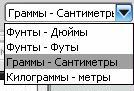 Граммы - Сантиметры
Фунты - Дюймы
Фунты - Футы
Граммы - Сантиметры
Килограммы - метры